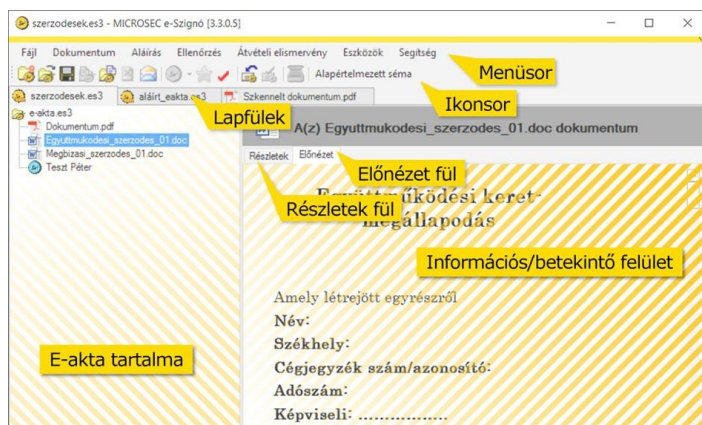 szerzodesek.es3 - MICROSEC e-Szignó [3.3.0.5]
Fájl Dokumentum Aláírás Ellenőrzés Átvételi elismervény Eszközök Segítség
Menüsor
Alapértelmezett séma
Ikonsor
szerzodesek.es3 aláírt_eakta.es3 Szkennelt dokumentum.pdf
Lapfülek
e-akta.es3
Dokumentum.pdf
Egyuttmukodesi_szerzodes_01.doc
Megbizasi_szerzodes_01.doc
Teszt Péter
A(z) Egyuttmukodesi_szerzodes_01.doc dokumentum
Részletek Előnézet
Előnézet fül
Részletek fül
Együttműködési keret-
megállapodás
Információs/betekintő felület
Amely létrejött egyrészről
Név:
Székhely:
E-akta tartalma
Cégjegyzék szám/azonosító:
Adószám:
Képviseli: ..................